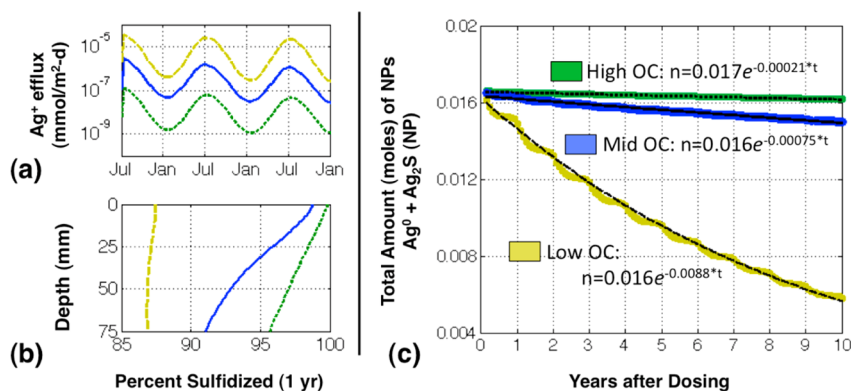 Ag⁺ efflux
(mmol/m²-d)
10⁻⁵
10⁻⁷
10⁻⁹
Jul Jan Jul Jan Jul Jan
(a)
Depth (mm)
0
25
50
75
85 90 95 100
(b)
Percent Sulfidized (1 yr)
Total Amount (moles) of NPs
Ag⁰ + Ag₂S (NP)
0.02
0.016
0.012
0.008
0.004
High OC: n=0.017e^-0.00021*t
Mid OC: n=0.016e^-0.00075*t
Low OC:
n=0.016e^-0.0088*t
0 1 2 3 4 5 6 7 8 9 10
(c)
Years after Dosing